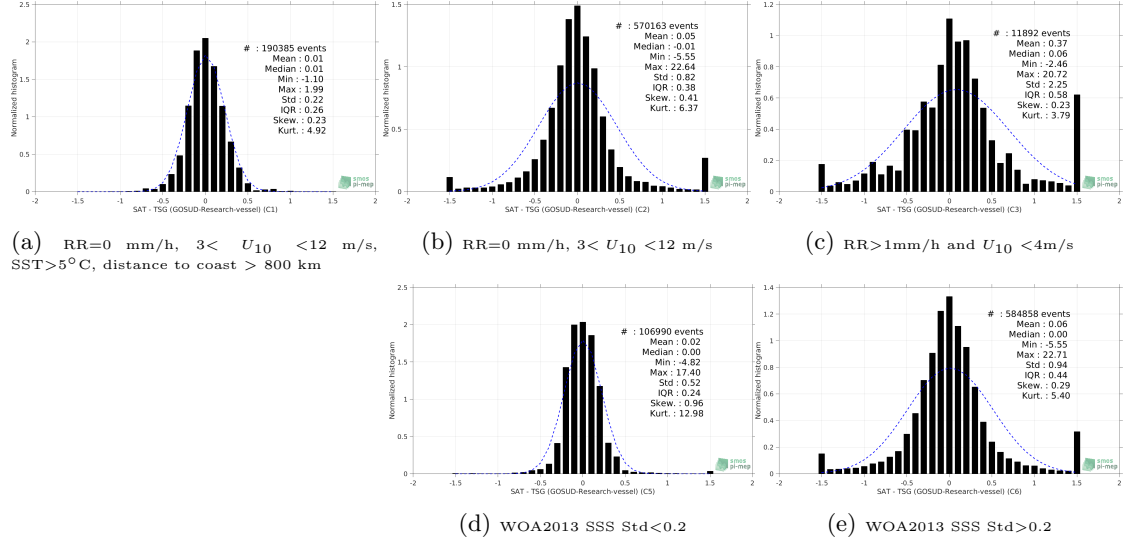 # : 190385 events
Mean : 0.01
Median : 0.01
Min : -1.10
Max : 1.99
Std : 0.22
IQR : 0.26
Skew. : 0.23
Kurt. : 4.92
Normalized histogram
2.5
2
1.5
1
0.5
0
-2 -1.5 -1 -0.5 0 0.5 1 1.5 2
SAT - TSG (GOSUD-Research-vessel) (C1)
smos
pi-mep
(a) RR=0 mm/h, 3< U10 <12 m/s,
SST>5°C, distance to coast > 800 km
# : 570163 events
Mean : 0.05
Median : -0.01
Min : -5.55
Max : 22.64
Std : 0.82
IQR : 0.38
Skew. : 0.41
Kurt. : 6.37
Normalized histogram
1.5
1
0.5
0
-2 -1.5 -1 -0.5 0 0.5 1 1.5 2
SAT - TSG (GOSUD-Research-vessel) (C2)
smos
pi-mep
(b) RR=0 mm/h, 3< U10 <12 m/s
# : 11892 events
Mean : 0.37
Median : 0.06
Min : -2.46
Max : 20.72
Std : 2.25
IQR : 0.58
Skew. : 0.23
Kurt. : 3.79
Normalized histogram
1.2
1
0.8
0.6
0.4
0.2
0
-2 -1.5 -1 -0.5 0 0.5 1 1.5 2
SAT - TSG (GOSUD-Research-vessel) (C3)
smos
pi-mep
(c) RR>1mm/h and U10 <4m/s
# : 106990 events
Mean : 0.02
Median : 0.00
Min : -4.82
Max : 17.40
Std : 0.52
IQR : 0.24
Skew. : 0.96
Kurt. : 12.98
Normalized histogram
2.5
2
1.5
1
0.5
0
-2 -1.5 -1 -0.5 0 0.5 1 1.5 2
SAT - TSG (GOSUD-Research-vessel) (C5)
smos
pi-mep
(d) WOA2013 SSS Std<0.2
# : 584858 events
Mean : 0.06
Median : 0.00
Min : -5.55
Max : 22.71
Std : 0.94
IQR : 0.44
Skew. : 0.29
Kurt. : 5.40
Normalized histogram
1.4
1.2
1
0.8
0.6
0.4
0.2
0
-2 -1.5 -1 -0.5 0 0.5 1 1.5 2
SAT - TSG (GOSUD-Research-vessel) (C6)
smos
pi-mep
(e) WOA2013 SSS Std>0.2